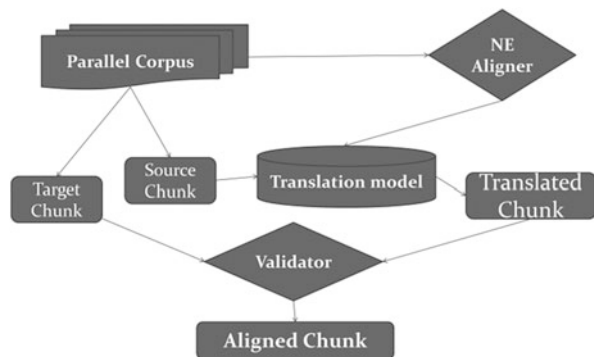 Parallel Corpus
NE
Aligner
Source
Chunk
Target
Chunk
Translation model
Translated
Chunk
Validator
Aligned Chunk